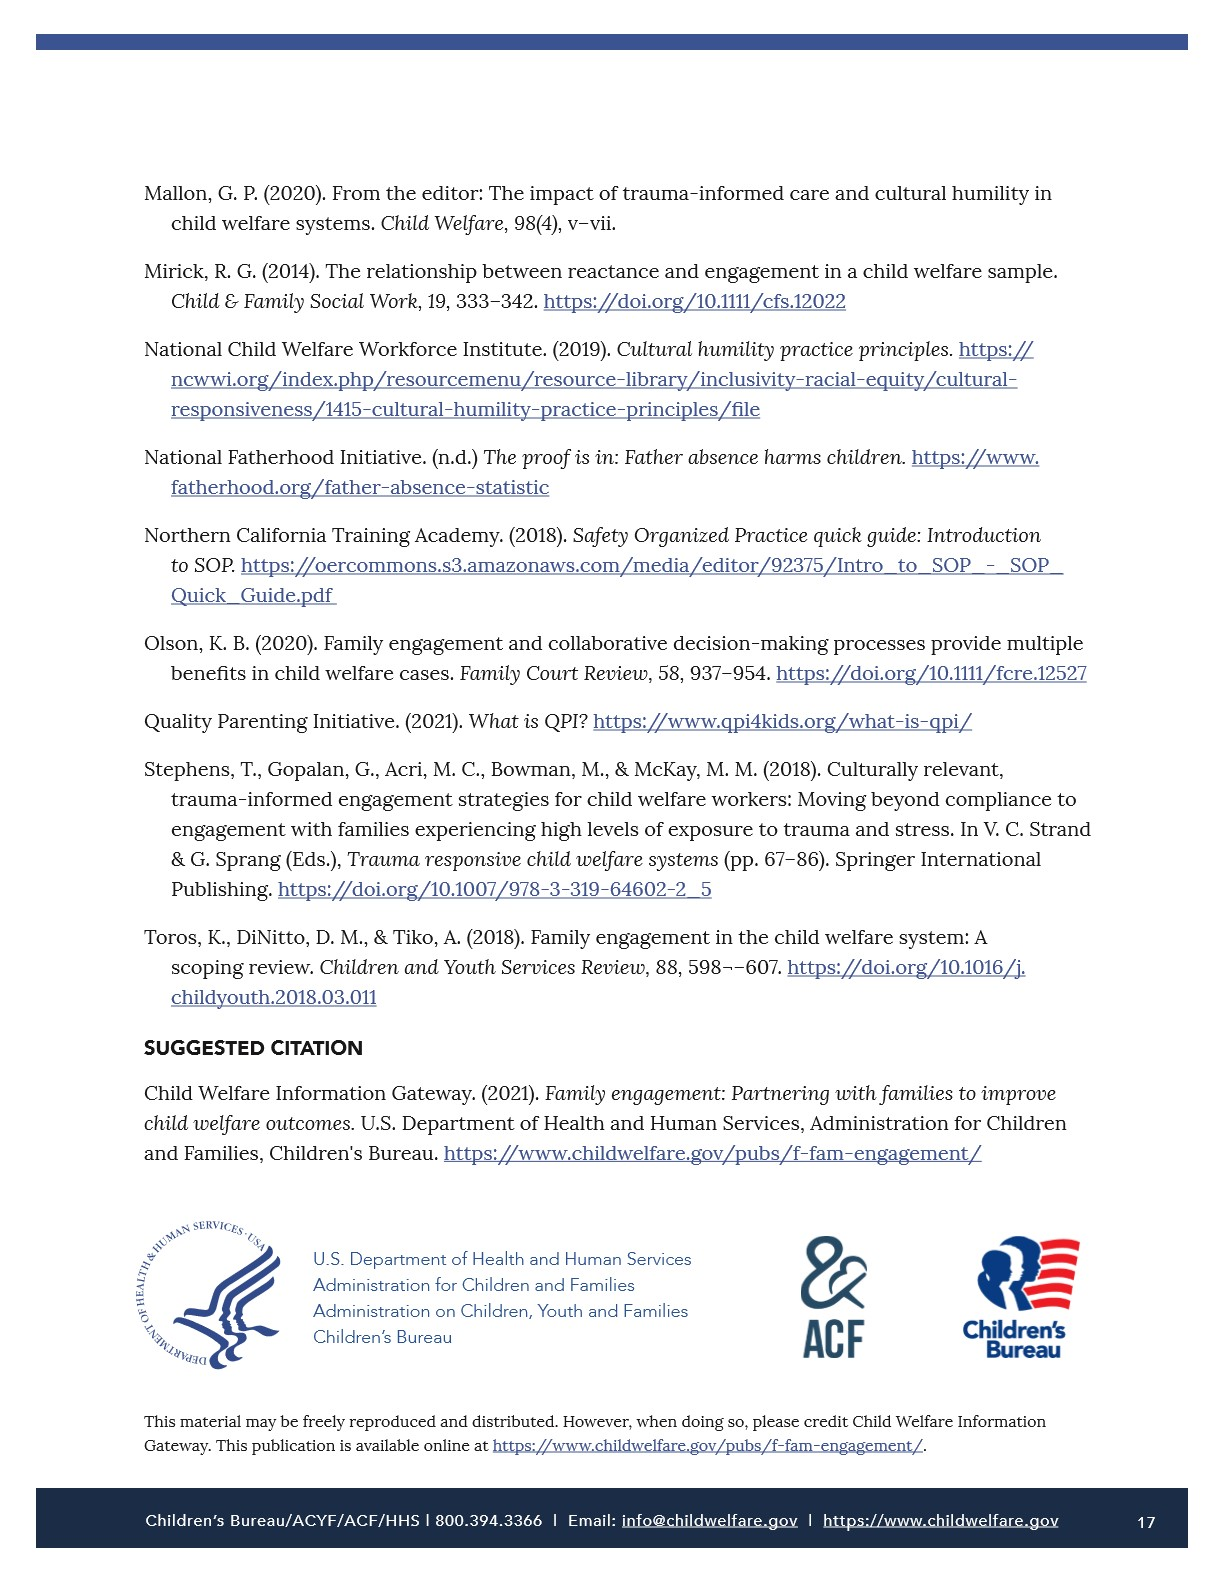 Mallon, G. P. (2020). From the editor: The impact of trauma-informed care and cultural humility in
child welfare systems. Child Welfare, 98(4), v–vii.
Mirick, R. G. (2014). The relationship between reactance and engagement in a child welfare sample.
Child & Family Social Work, 19, 333–342. https://doi.org/10.1111/cfs.12022
National Child Welfare Workforce Institute. (2019). Cultural humility practice principles. https://
ncwwi.org/index.php/resourcemenu/resource-library/inclusivity-racial-equity/cultural-
responsiveness/1415-cultural-humility-practice-principles/file
National Fatherhood Initiative. (n.d.) The proof is in: Father absence harms children. https://www.
fatherhood.org/father-absence-statistic
Northern California Training Academy. (2018). Safety Organized Practice quick guide: Introduction
to SOP. https://oercommons.s3.amazonaws.com/media/editor/92375/Intro_to_SOP_-_SOP_
Quick_Guide.pdf
Olson, K. B. (2020). Family engagement and collaborative decision-making processes provide multiple
benefits in child welfare cases. Family Court Review, 58, 937–954. https://doi.org/10.1111/fcre.12527
Quality Parenting Initiative. (2021). What is QPI? https://www.qpi4kids.org/what-is-qpi/
Stephens, T., Gopalan, G., Acri, M. C., Bowman, M., & McKay, M. M. (2018). Culturally relevant,
trauma-informed engagement strategies for child welfare workers: Moving beyond compliance to
engagement with families experiencing high levels of exposure to trauma and stress. In V. C. Strand
& G. Sprang (Eds.), Trauma responsive child welfare systems (pp. 67–86). Springer International
Publishing. https://doi.org/10.1007/978-3-319-64602-2_5
Toros, K., DiNitto, D. M., & Tiko, A. (2018). Family engagement in the child welfare system: A
scoping review. Children and Youth Services Review, 88, 598¬–607. https://doi.org/10.1016/j.
childyouth.2018.03.011
SUGGESTED CITATION
Child Welfare Information Gateway. (2021). Family engagement: Partnering with families to improve
child welfare outcomes. U.S. Department of Health and Human Services, Administration for Children
and Families, Children's Bureau. https://www.childwelfare.gov/pubs/f-fam-engagement/
DEPARTMENT OF HEALTH & HUMAN SERVICES · USA
U.S. Department of Health and Human Services
Administration for Children and Families
Administration on Children, Youth and Families
Children’s Bureau
&
ACF
Children's
Bureau
This material may be freely reproduced and distributed. However, when doing so, please credit Child Welfare Information
Gateway. This publication is available online at https://www.childwelfare.gov/pubs/f-fam-engagement/.
Children’s Bureau/ACYF/ACF/HHS | 800.394.3366 | Email: info@childwelfare.gov | https://www.childwelfare.gov
17